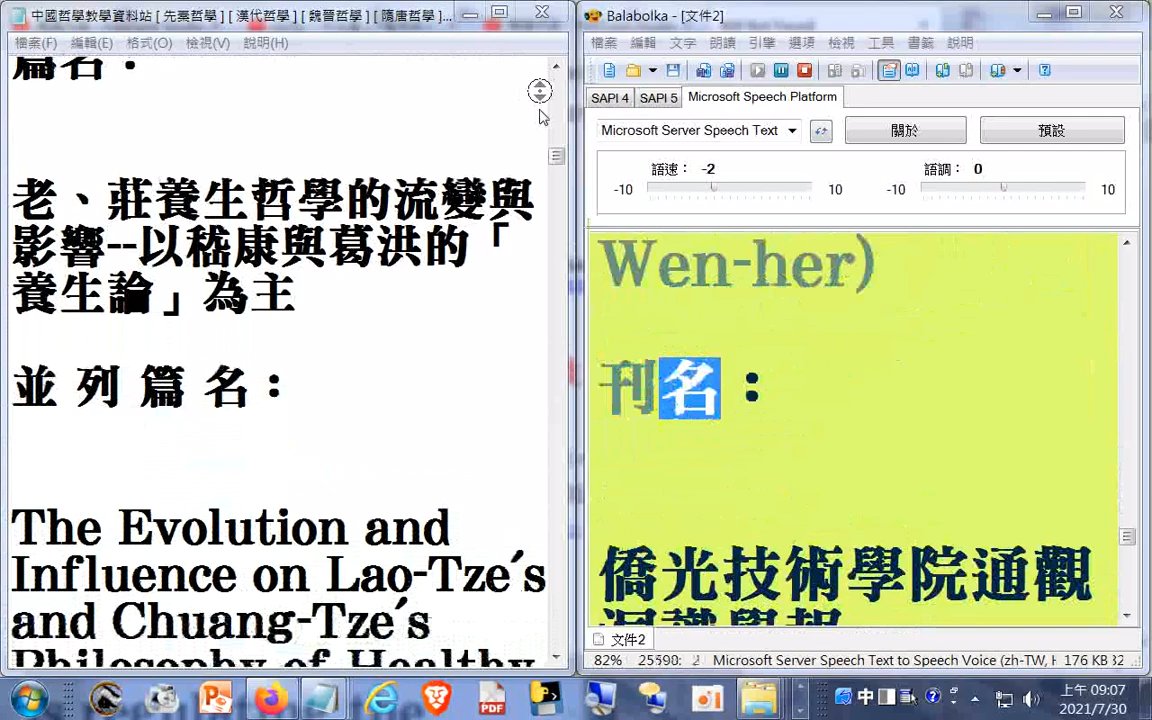 中國哲學教學資料站 [ 先秦哲學 ] [ 漢代哲學 ] [ 魏晉哲學 ] [ 隋唐哲學 ]...
檔案(F) 編輯(E) 格式(O) 檢視(V) 說明(H)
篇名：
老、莊養生哲學的流變與
影響--以嵇康與葛洪的「
養生論」為主
並 列 篇 名：
The Evolution and
Influence on Lao-Tze's
and Chuang-Tze's
Philosophy of Healthy
Balabolka - [文件2]
檔案 編輯 文字 朗讀 引擎 選項 檢視 工具 書籤 說明
SAPI 4 SAPI 5 Microsoft Speech Platform
Microsoft Server Speech Text 關於 預設
語速： -2 語調： 0
-10 10 -10 10
Wen-her)
刊名：
僑光技術學院通觀
洞識學報
文件2
82% 25590: 2 Microsoft Server Speech Text to Speech Voice (zh-TW, H 176 KB
中 上午 09:07
2021/7/30